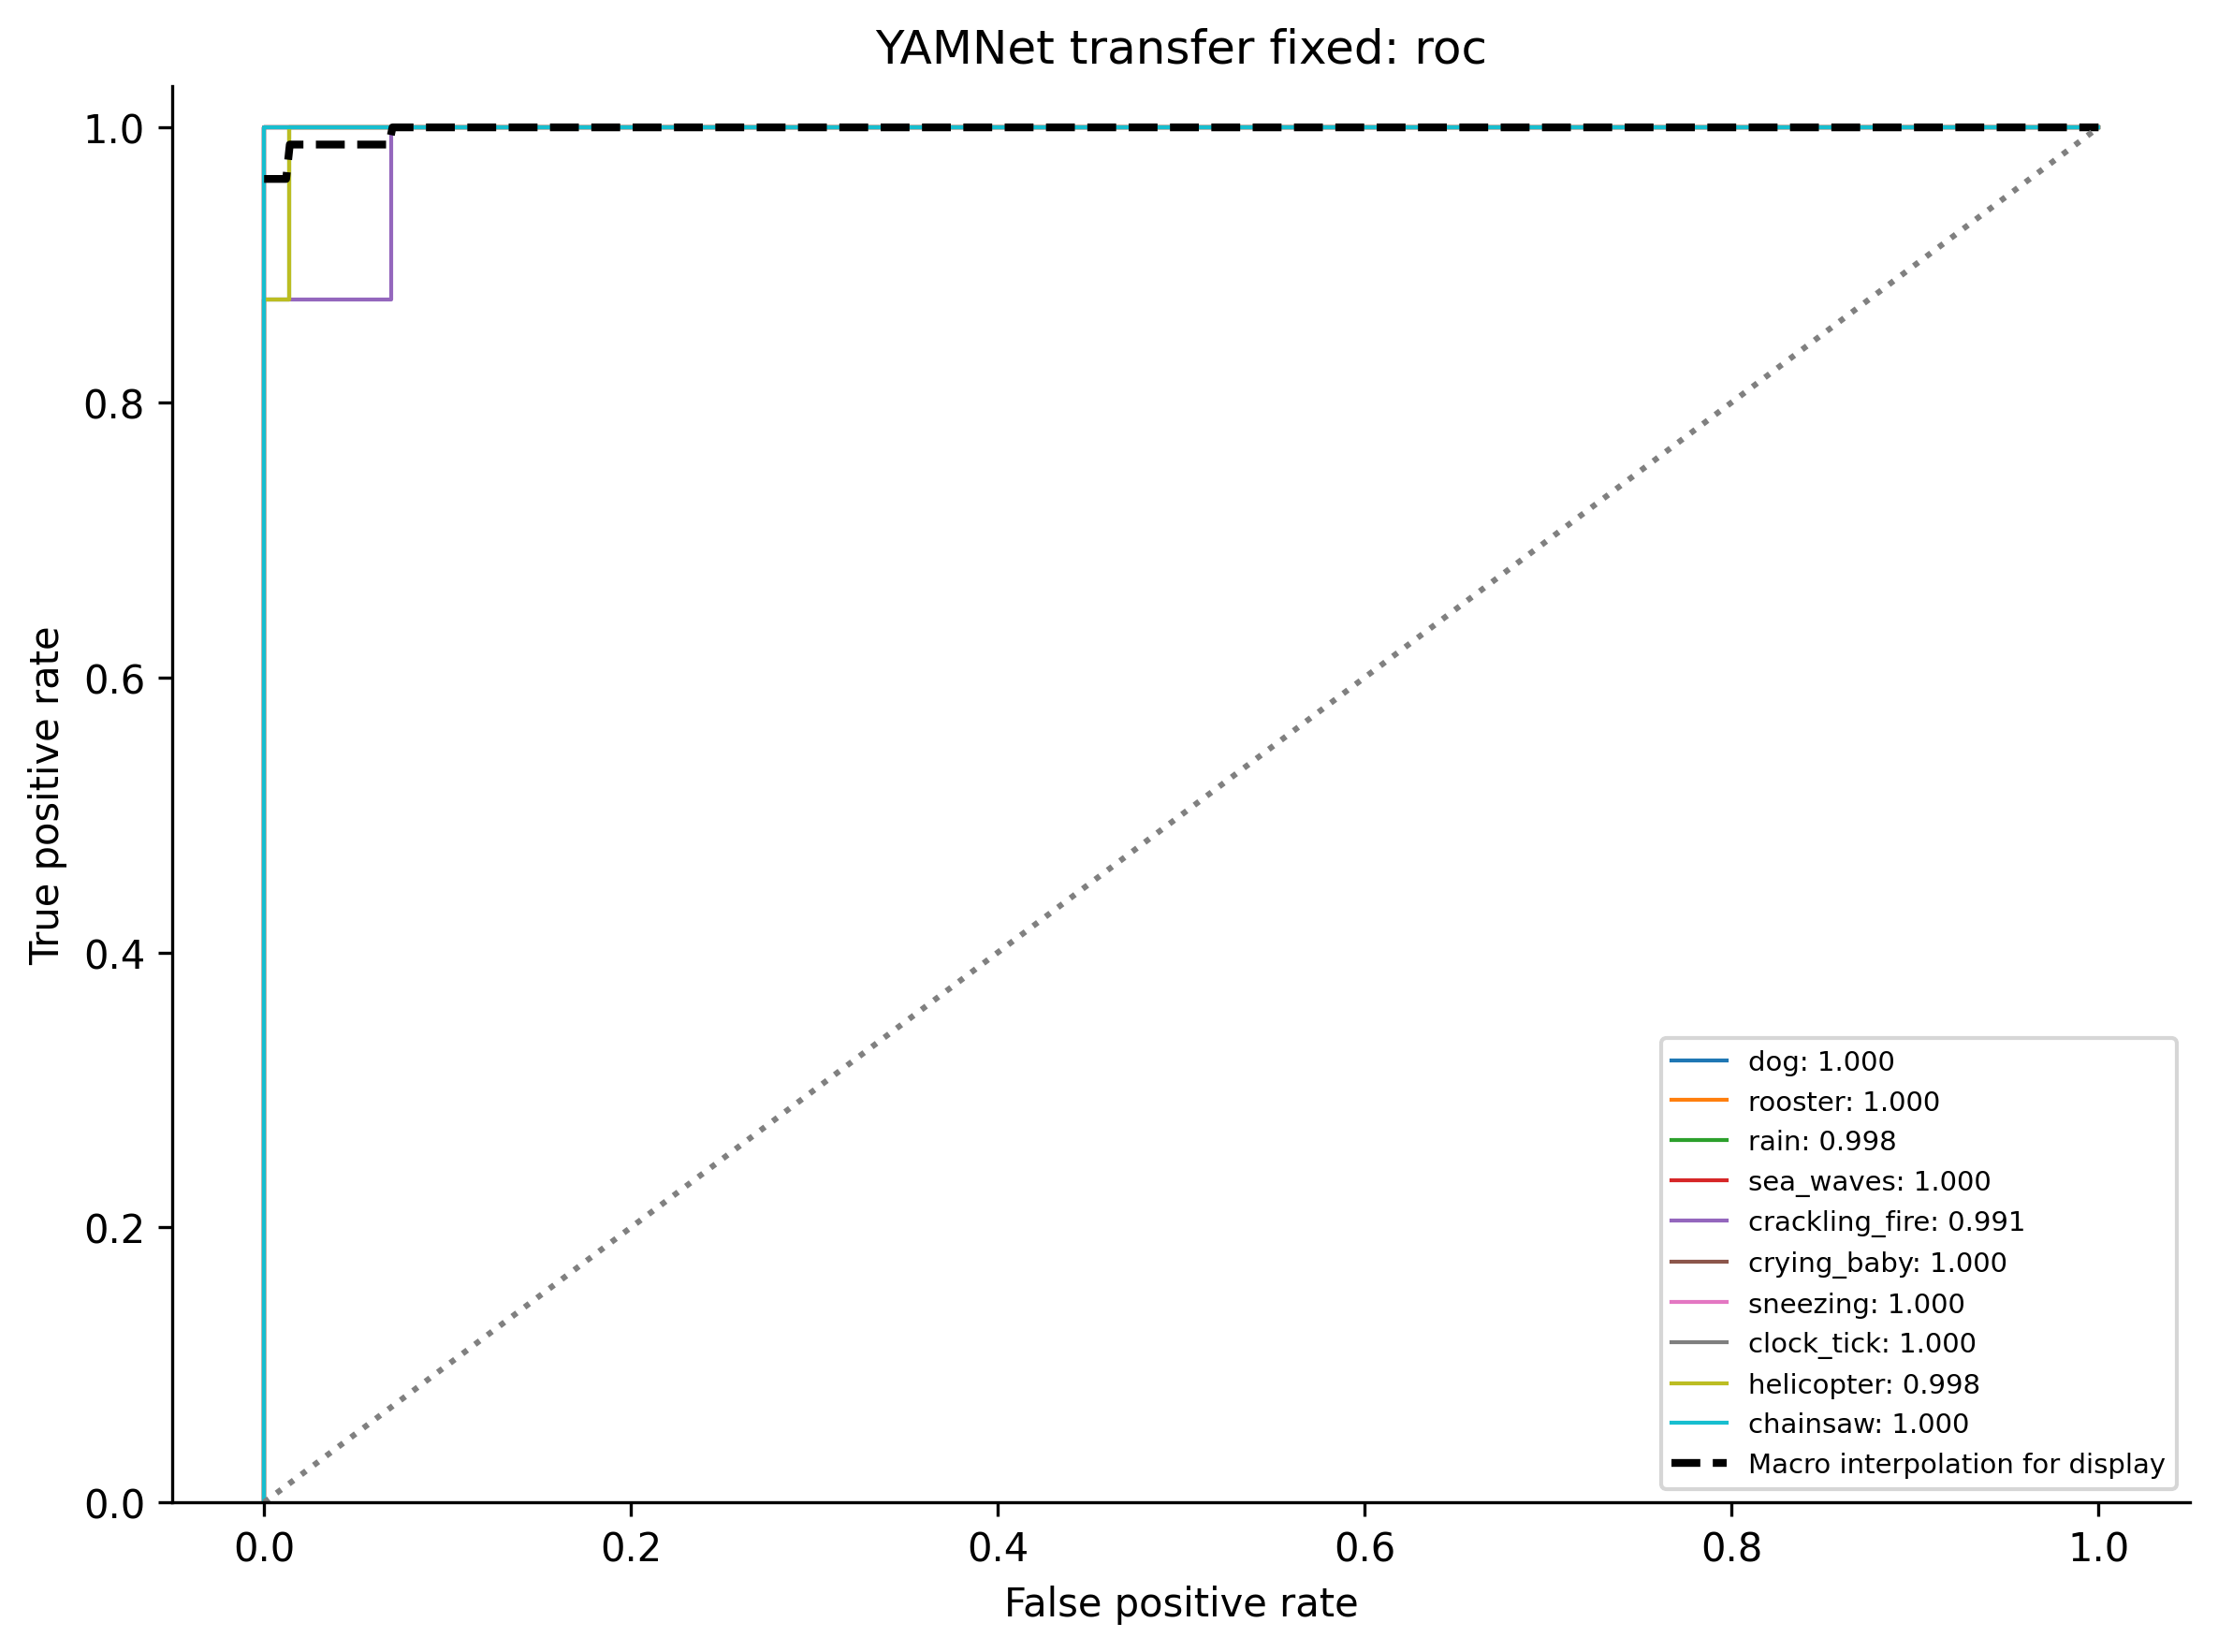 YAMNet transfer fixed: roc
1.0
0.8
0.6
0.4
0.2
0.0
True positive rate
0.0 0.2 0.4 0.6 0.8 1.0
False positive rate
dog: 1.000
rooster: 1.000
rain: 0.998
sea_waves: 1.000
crackling_fire: 0.991
crying_baby: 1.000
sneezing: 1.000
clock_tick: 1.000
helicopter: 0.998
chainsaw: 1.000
Macro interpolation for display